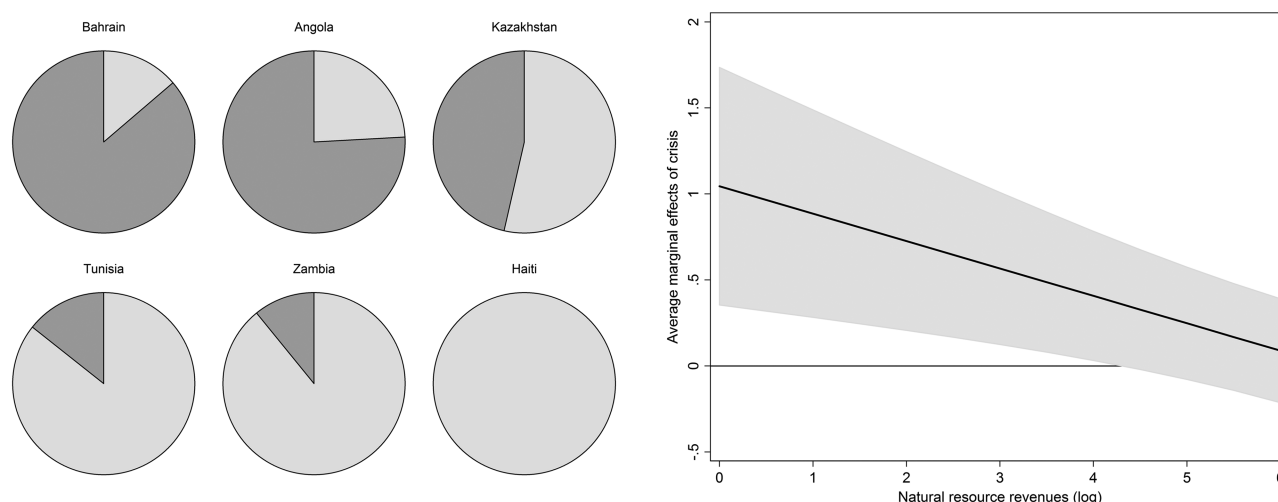 Bahrain Angola Kazakhstan
Tunisia Zambia Haiti
Average marginal effects of crisis
2
1.5
1
.5
0
-.5
0 1 2 3 4 5 6
Natural resource revenues (log)